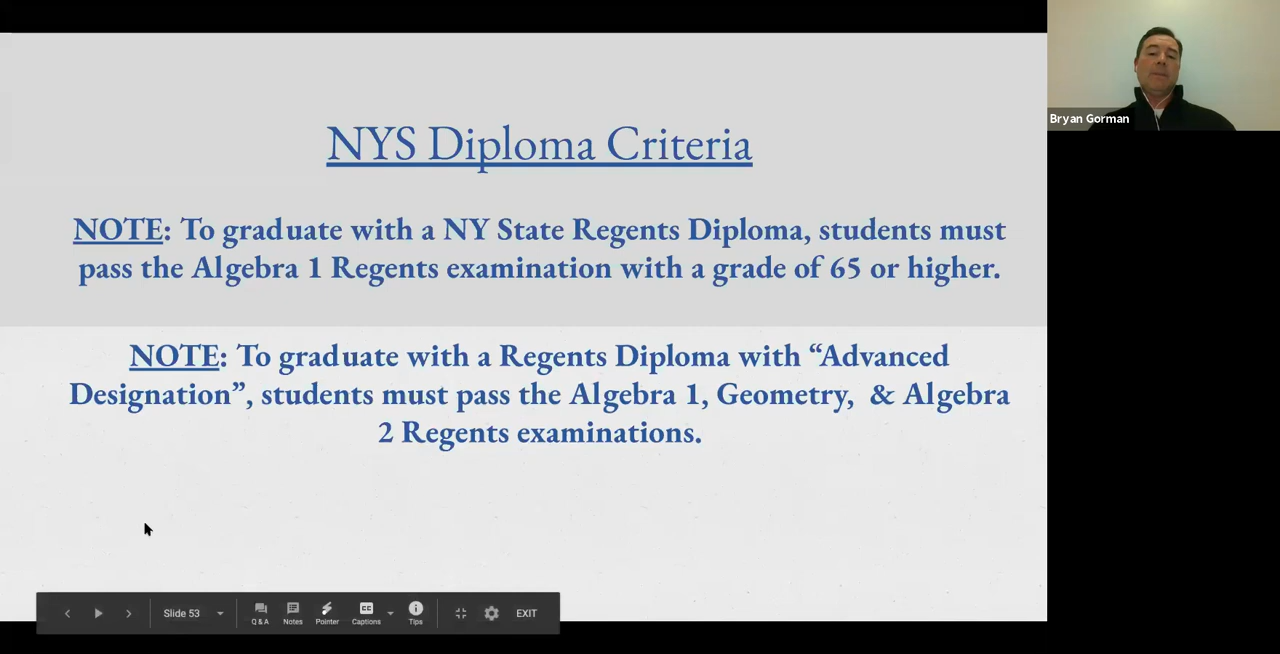 NYS Diploma Criteria
NOTE: To graduate with a NY State Regents Diploma, students must
pass the Algebra 1 Regents examination with a grade of 65 or higher.
NOTE: To graduate with a Regents Diploma with “Advanced
Designation”, students must pass the Algebra 1, Geometry, & Algebra
2 Regents examinations.
Bryan Gorman
Slide 53
Q & A
Notes
Pointer
CC
Captions
Tips
EXIT